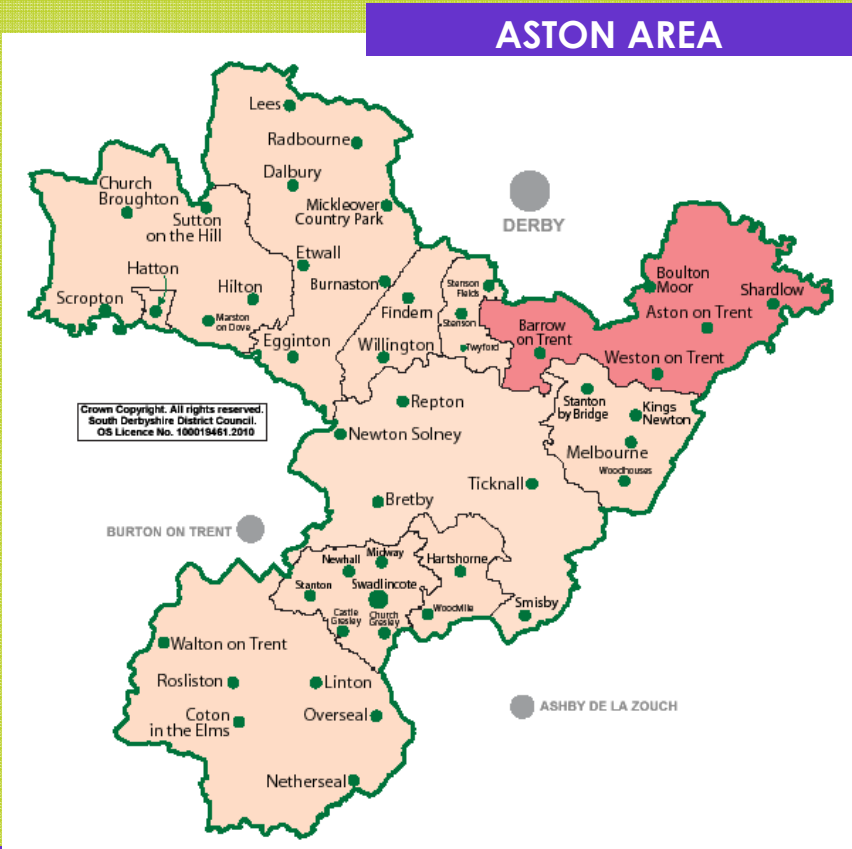 ASTON AREA
Lees
Radbourne
Dalbury
Church
Broughton
Mickleover
Country Park
Sutton
on the Hill
DERBY
Etwall
Hatton
Burnaston
Hilton
Stenson
Fields
Boulton
Moor
Shardlow
Scropton
Findern
Aston on Trent
Marston
on Dove
Stenson
Barrow
on Trent
Egginton
Willington
Twyford
Weston on Trent
Crown Copyright. All rights reserved.
South Derbyshire District Council.
OS Licence No. 100019461.2010
Repton
Stanton
by Bridge
Kings
Newton
Newton Solney
Melbourne
Woodhouses
Ticknall
Bretby
BURTON ON TRENT
Newhall
Midway
Hartshorne
Stanton
Swadlincote
Castle
Gresley
Church
Gresley
Woodville
Smisby
Walton on Trent
Rosliston
Linton
Coton
in the Elms
Overseal
ASHBY DE LA ZOUCH
Netherseal